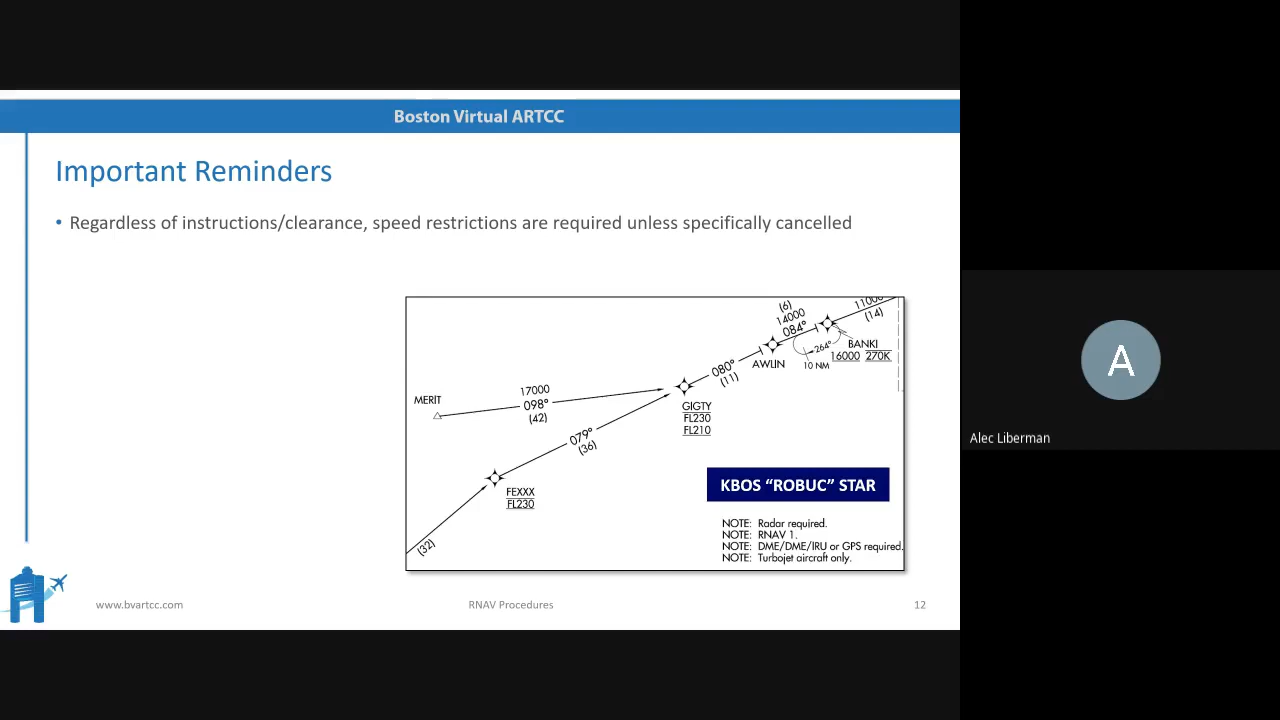 Boston Virtual ARTCC
Important Reminders
• Regardless of instructions/clearance, speed restrictions are required unless specifically cancelled
(6)
14000
084°
11000
(14)
264°
10 NM
BANKI
16000 270K
AWLIN
080°
(11)
MERIT
17000
098°
(42)
GIGTY
FL230
FL210
079°
(36)
FEXXX
FL230
(32)
KBOS “ROBUC” STAR
NOTE: Radar required.
NOTE: RNAV 1.
NOTE: DME/DME/IRU or GPS required.
NOTE: Turbojet aircraft only.
www.bvartcc.com
RNAV Procedures
12
A
Alec Liberman